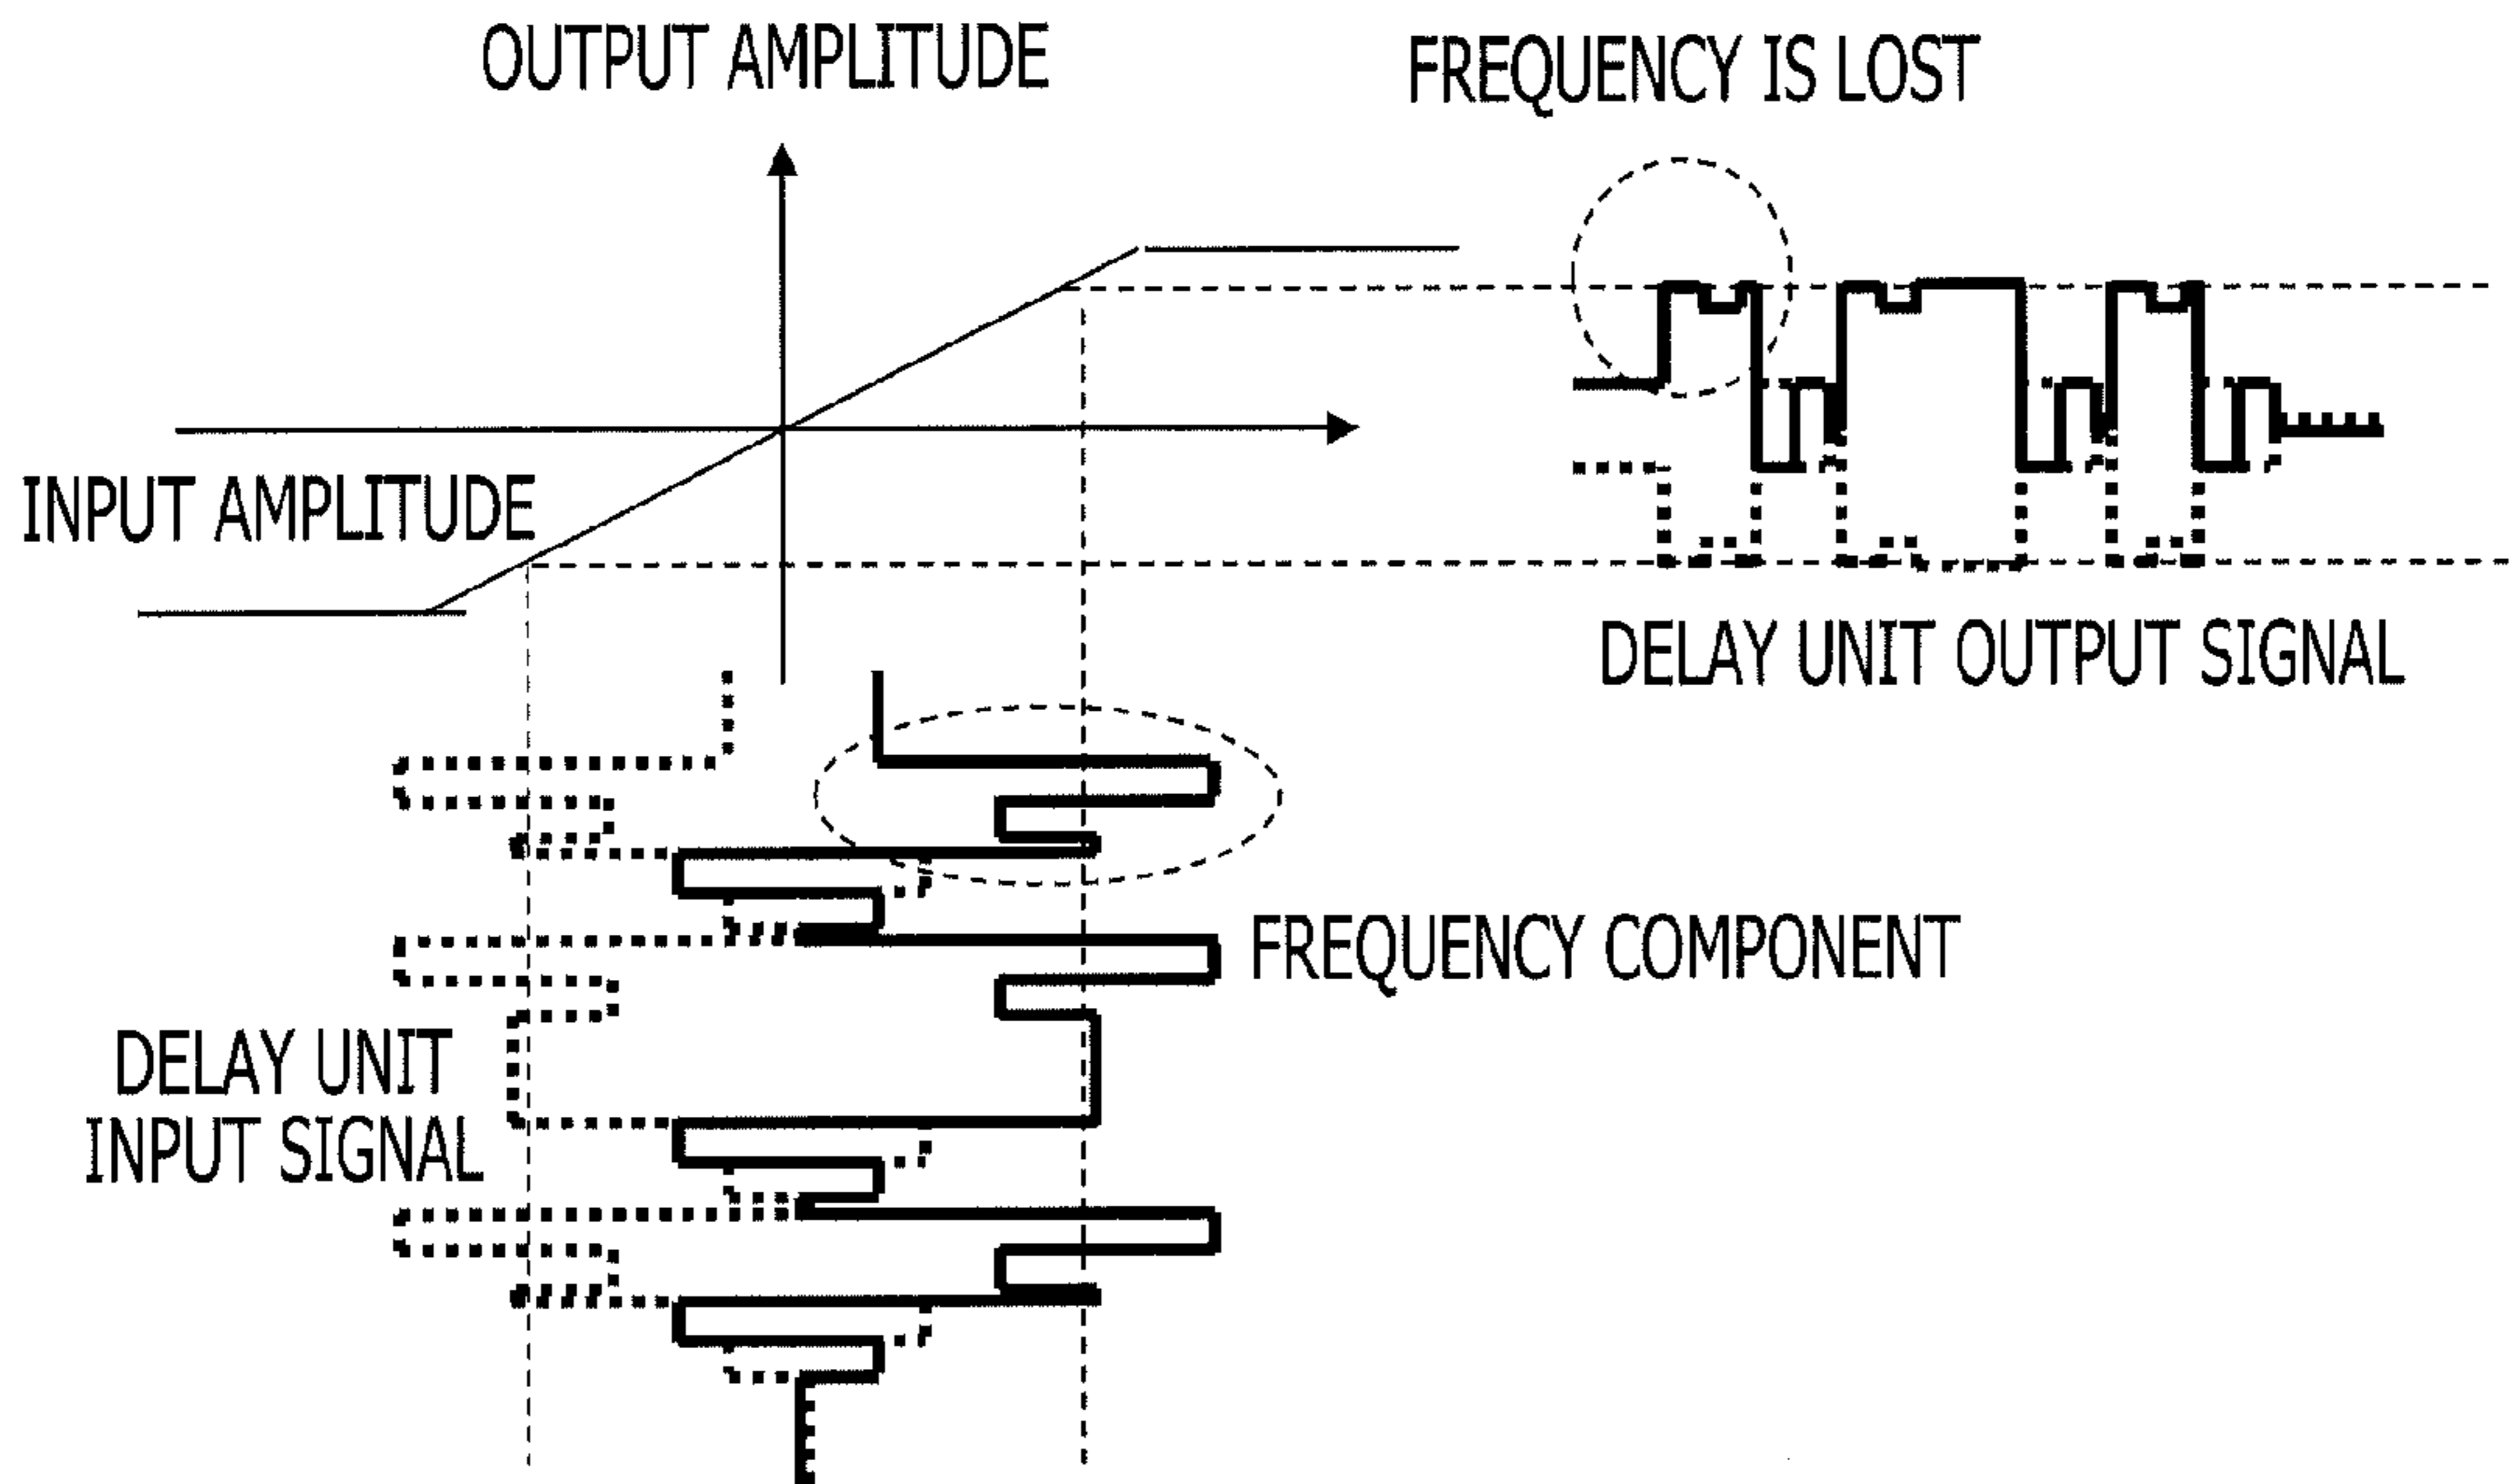 OUTPUT AMPLITUDE
FREQUENCY IS LOST
INPUT AMPLITUDE
DELAY UNIT OUTPUT SIGNAL
FREQUENCY COMPONENT
DELAY UNIT
INPUT SIGNAL